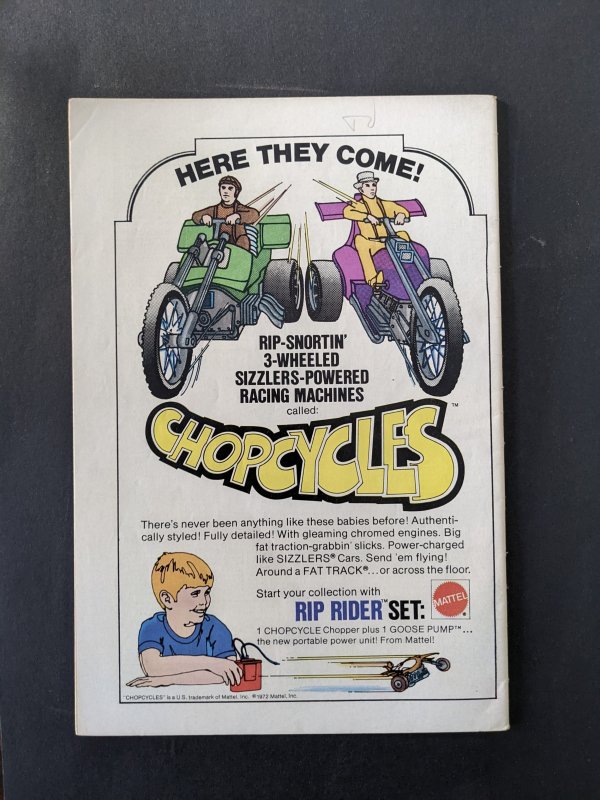 HERE THEY COME!
RIP-SNORTIN'
3-WHEELED
SIZZLERS-POWERED
RACING MACHINES
called:
CHOPCYCLES™
There's never been anything like these babies before! Authenti-
cally styled! Fully detailed! With gleaming chromed engines. Big
fat traction-grabbin' slicks. Power-charged
like SIZZLERS® Cars. Send 'em flying!
Around a FAT TRACK®...or across the floor.
Start your collection with
RIP RIDER™ SET:
MATTEL®
1 CHOPCYCLE Chopper plus 1 GOOSE PUMP™...
the new portable power unit! From Mattel!
"CHOPCYCLES" is a U.S. trademark of Mattel, Inc. ©1972 Mattel, Inc.